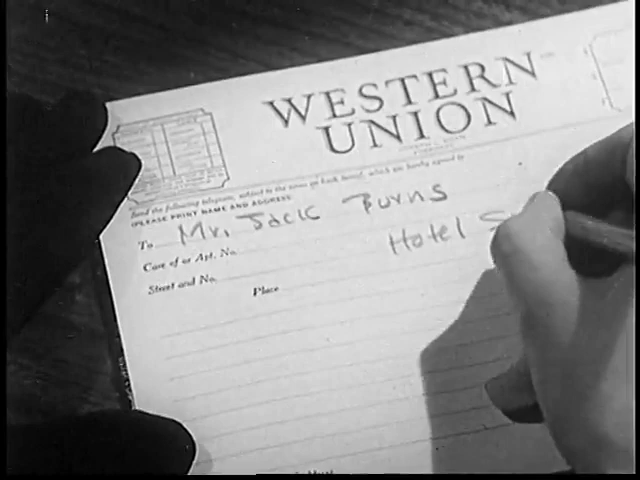 WESTERN
UNION
Send the following telegram, subject to the terms on back hereof, which are hereby agreed to
(PLEASE PRINT NAME AND ADDRESS)
To Mr. Jack Burns
Care of or Apt. No. Hotel S
Street and No.
Place